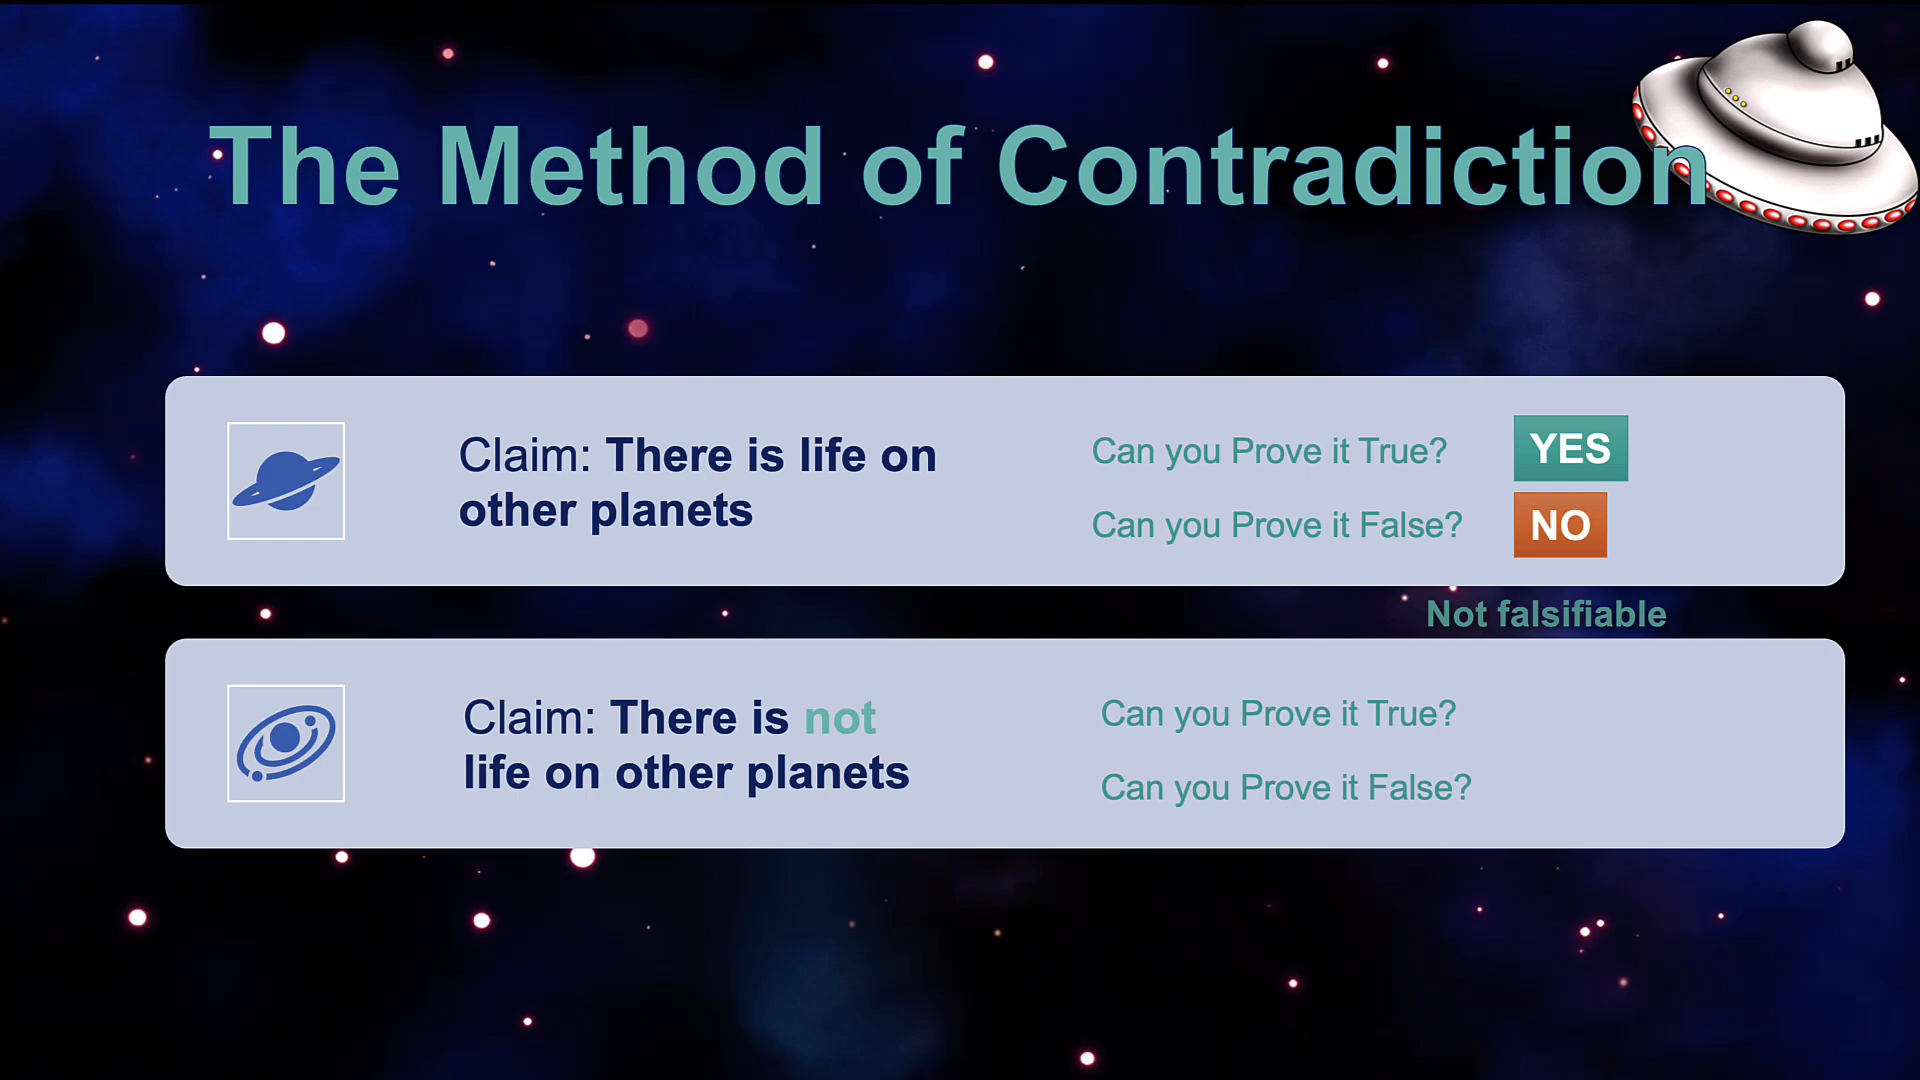 The Method of Contradiction
Claim: There is life on
other planets
Can you Prove it True? YES
Can you Prove it False? NO
Not falsifiable
Claim: There is not
life on other planets
Can you Prove it True?
Can you Prove it False?